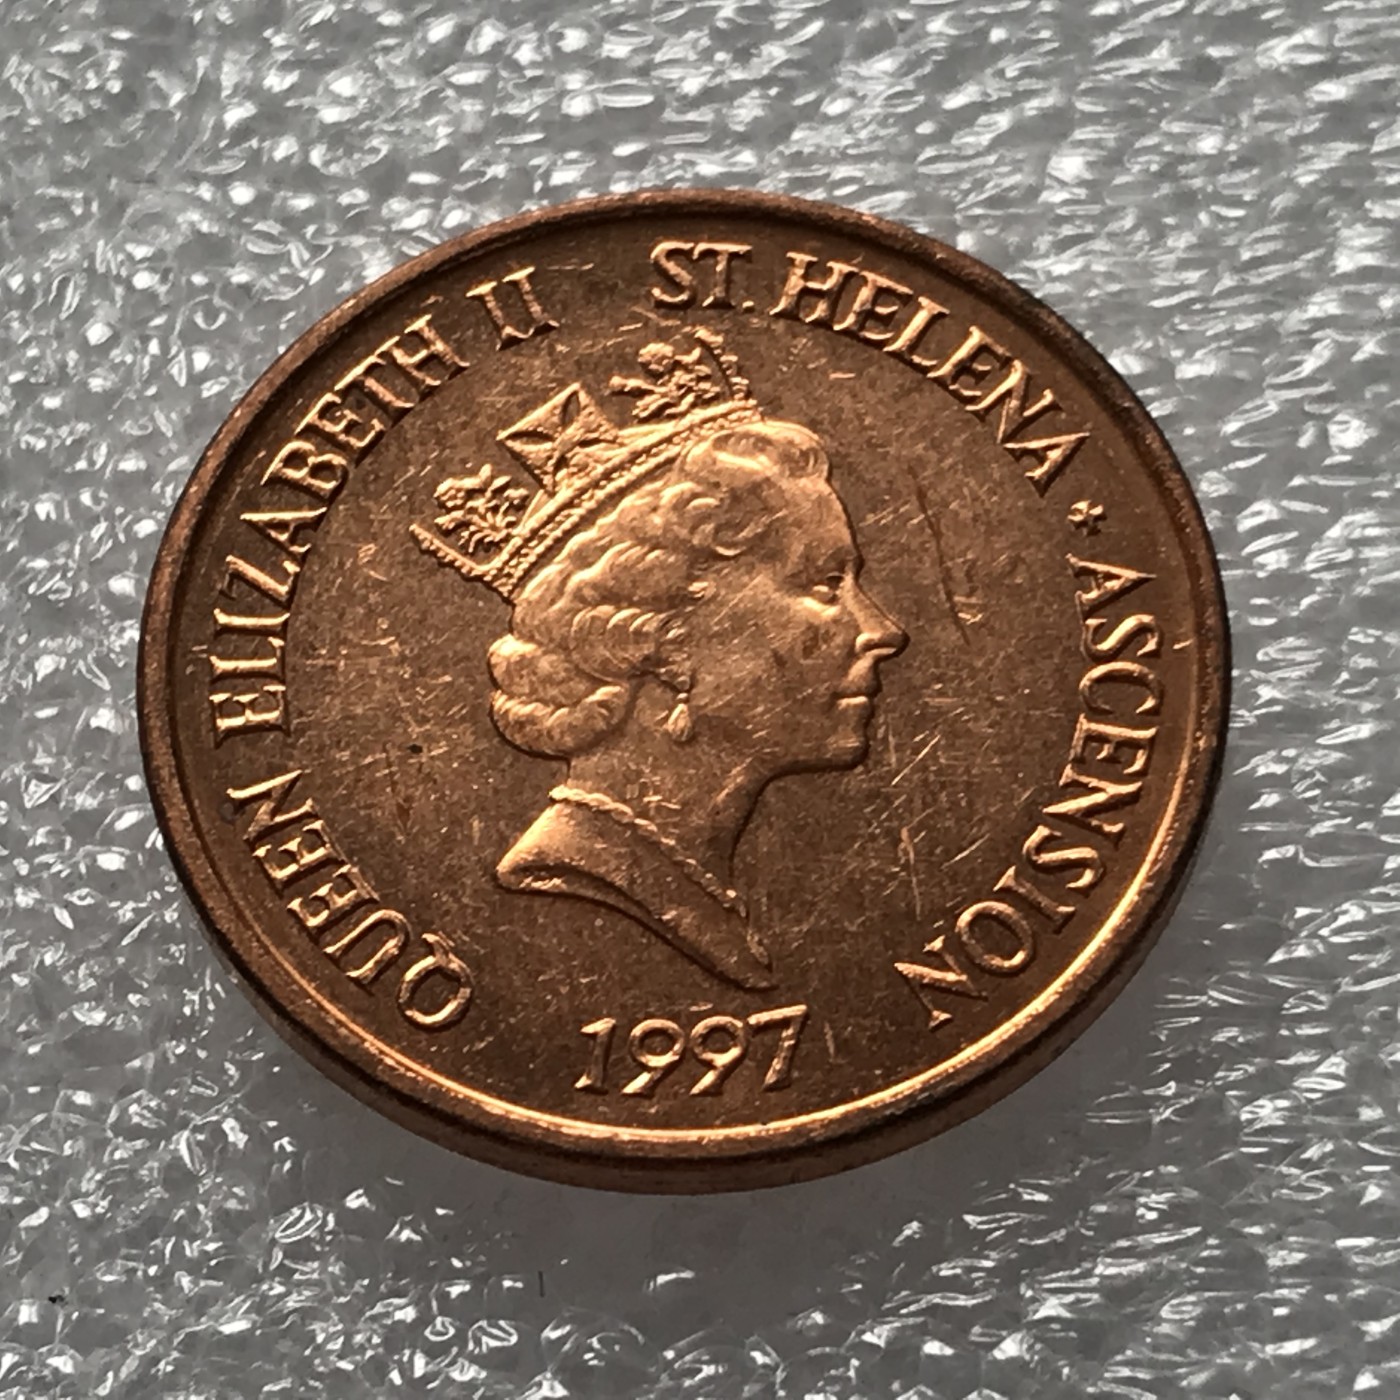 QUEEN ELIZABETH II ST. HELENA * ASCENSION
1997